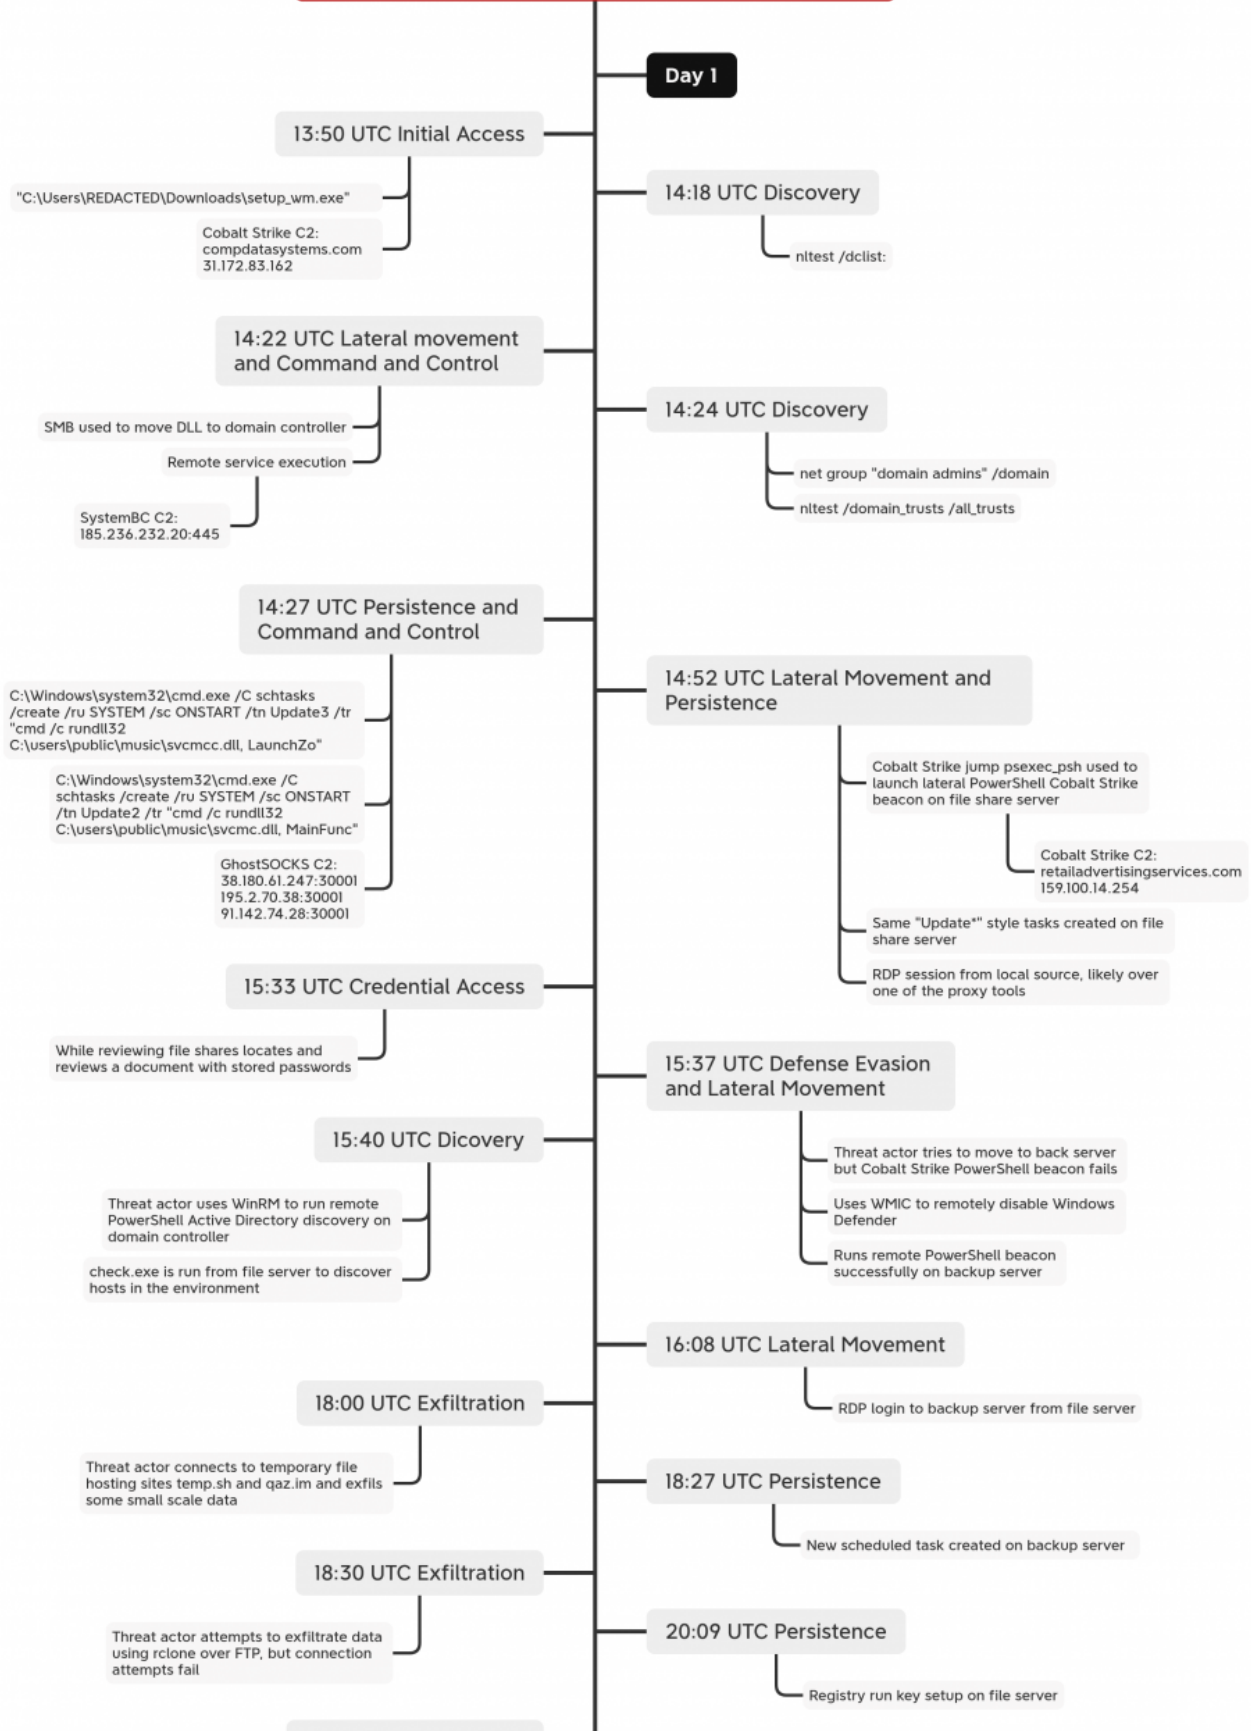 Day 1
13:50 UTC Initial Access
"C:\Users\REDACTED\Downloads\setup_wm.exe"
Cobalt Strike C2:
compdatasystems.com
31.172.83.162
14:18 UTC Discovery
nltest /dclist:
14:22 UTC Lateral movement
and Command and Control
SMB used to move DLL to domain controller
Remote service execution
SystemBC C2:
185.236.232.20:445
14:24 UTC Discovery
net group "domain admins" /domain
nltest /domain_trusts /all_trusts
14:27 UTC Persistence and
Command and Control
C:\Windows\system32\cmd.exe /C schtasks
/create /ru SYSTEM /sc ONSTART /tn Update3 /tr
"cmd /c rundll32
C:\users\public\music\svcmcc.dll, LaunchZo"
C:\Windows\system32\cmd.exe /C
schtasks /create /ru SYSTEM /sc ONSTART
/tn Update2 /tr "cmd /c rundll32
C:\users\public\music\svcmc.dll, MainFunc"
GhostSOCKS C2:
38.180.61.247:30001
195.2.70.38:30001
91.142.74.28:30001
14:52 UTC Lateral Movement and
Persistence
Cobalt Strike jump psexec_psh used to
launch lateral PowerShell Cobalt Strike
beacon on file share server
Cobalt Strike C2:
retailadvertisingservices.com
159.100.14.254
Same "Update*" style tasks created on file
share server
RDP session from local source, likely over
one of the proxy tools
15:33 UTC Credential Access
While reviewing file shares locates and
reviews a document with stored passwords
15:37 UTC Defense Evasion
and Lateral Movement
Threat actor tries to move to back server
but Cobalt Strike PowerShell beacon fails
Uses WMIC to remotely disable Windows
Defender
Runs remote PowerShell beacon
successfully on backup server
15:40 UTC Dicovery
Threat actor uses WinRM to run remote
PowerShell Active Directory discovery on
domain controller
check.exe is run from file server to discover
hosts in the environment
16:08 UTC Lateral Movement
RDP login to backup server from file server
18:00 UTC Exfiltration
Threat actor connects to temporary file
hosting sites temp.sh and qaz.im and exfils
some small scale data
18:27 UTC Persistence
New scheduled task created on backup server
18:30 UTC Exfiltration
Threat actor attempts to exfiltrate data
using rclone over FTP, but connection
attempts fail
20:09 UTC Persistence
Registry run key setup on file server